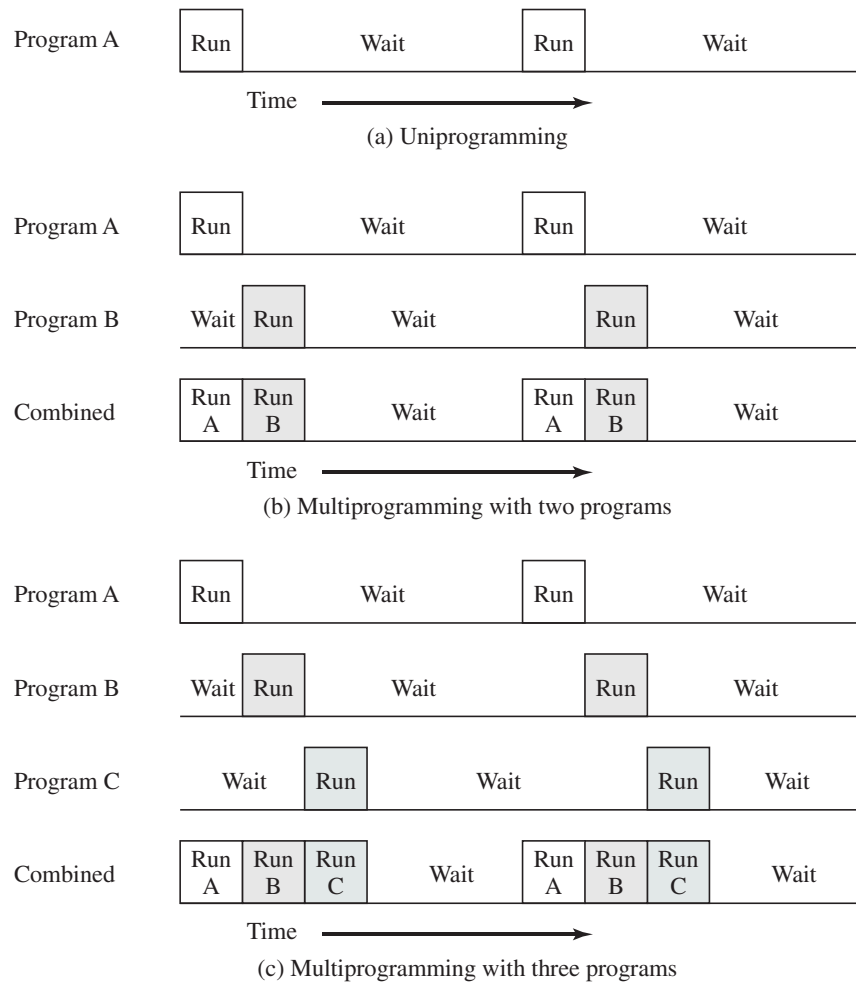 Program A Run Wait Run Wait
Time
(a) Uniprogramming
Program A Run Wait Run Wait
Program B Wait Run Wait Run Wait
Combined Run A Run B Wait Run A Run B Wait
Time
(b) Multiprogramming with two programs
Program A Run Wait Run Wait
Program B Wait Run Wait Run Wait
Program C Wait Run Wait Run Wait
Combined Run A Run B Run C Wait Run A Run B Run C Wait
Time
(c) Multiprogramming with three programs